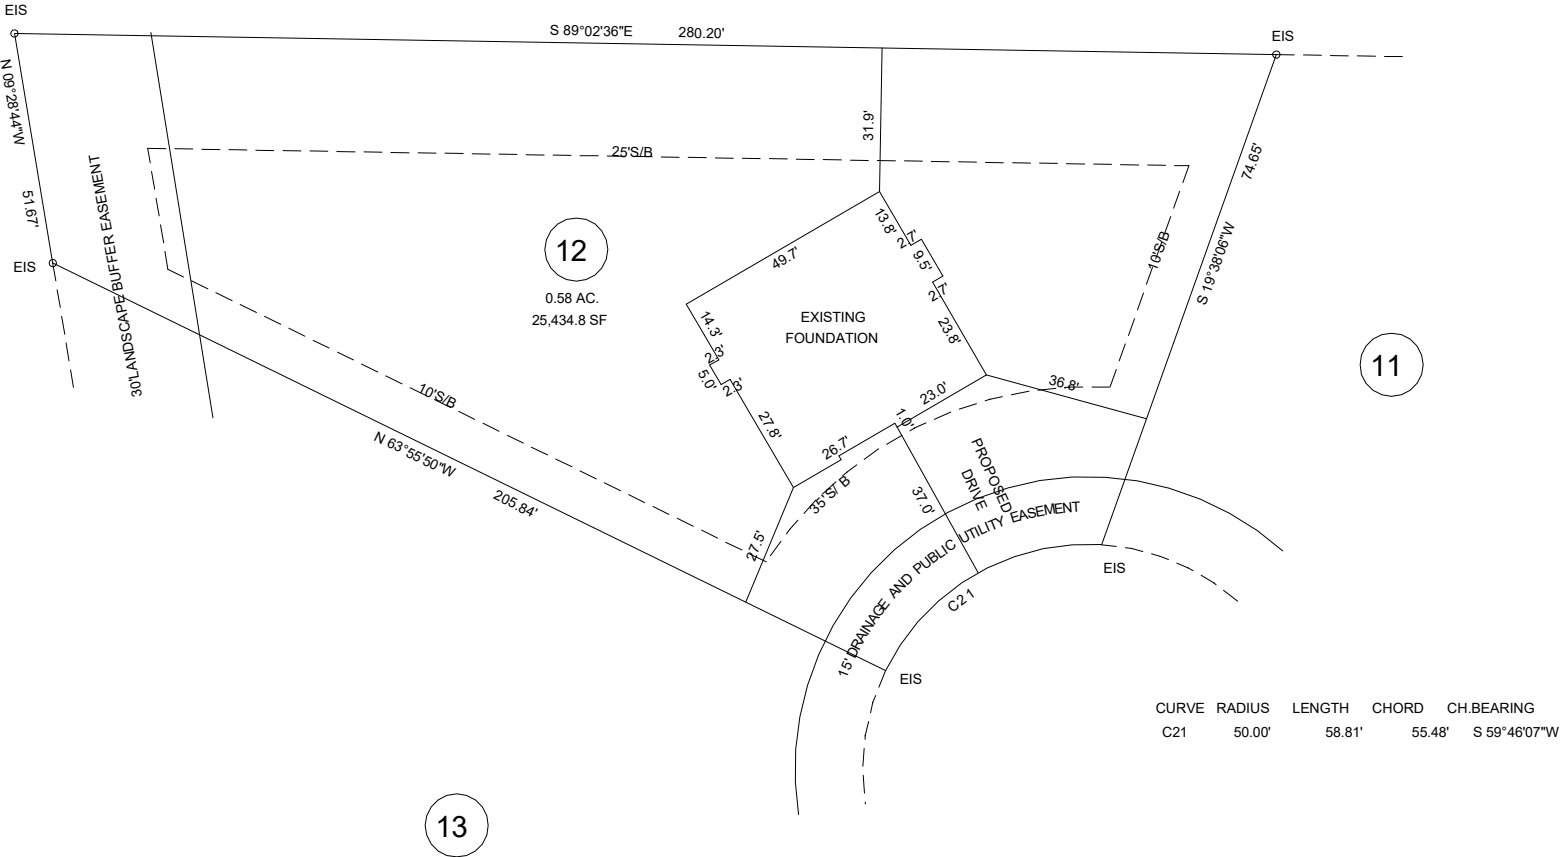 EIS
S 89°02'36"E 280.20'
EIS
N 09°28'44"W
51.67'
EIS
30'LANDSCAPE BUFFER EASEMENT
25'S/B
31.9'
74.65'
S 19°38'06"W
10'S/B
12
0.58 AC.
25,434.8 SF
49.7'
13.8'
2.7'
9.5'
2.7'
23.8'
EXISTING
FOUNDATION
14.3'
2.3'
5.0'
2.3'
27.8'
26.7'
1.0'
23.0'
36.8'
11
10'S/B
N 63°55'50"W
205.84'
27.5'
35'S/ B
37.0'
PROPOSED
DRIVE
15' DRAINAGE AND PUBLIC UTILITY EASEMENT
C21
EIS
EIS
CURVE RADIUS LENGTH CHORD CH.BEARING
C21 50.00' 58.81' 55.48' S 59°46'07"W
13